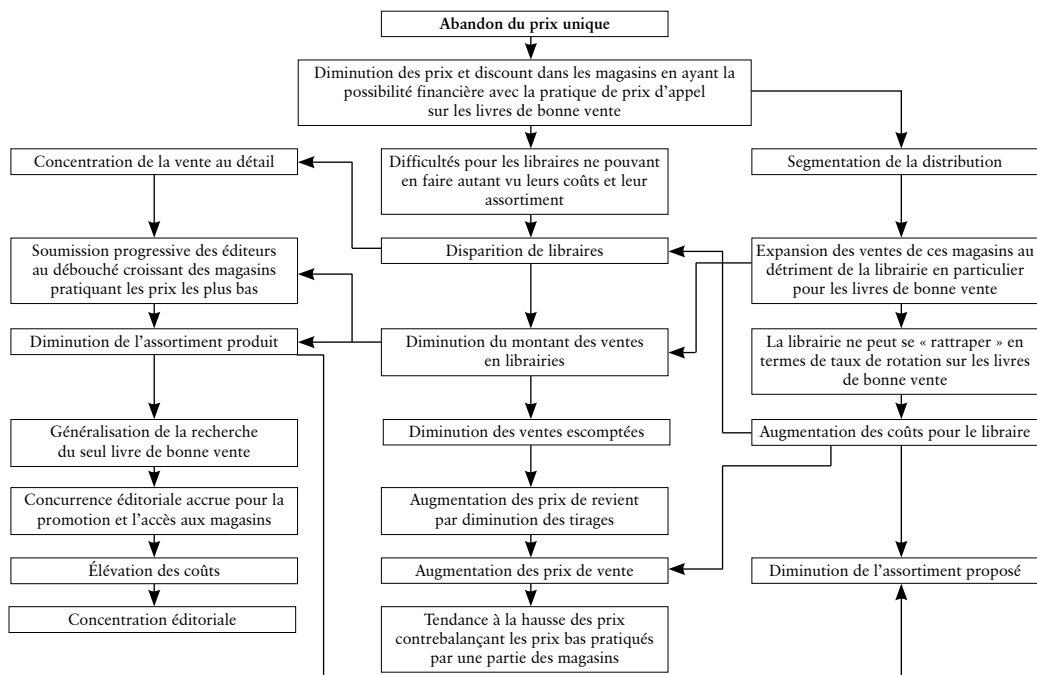 Abandon du prix unique
Diminution des prix et discount dans les magasins en ayant la
possibilité financière avec la pratique de prix d'appel
sur les livres de bonne vente
Concentration de la vente au détail
Difficultés pour les libraires ne pouvant
en faire autant vu leurs coûts et leur
assortiment
Segmentation de la distribution
Soumission progressive des éditeurs
au débouché croissant des magasins
pratiquant les prix les plus bas
Disparition de libraires
Expansion des ventes de ces magasins au
détriment de la librairie en particulier
pour les livres de bonne vente
Diminution de l'assortiment produit
Diminution du montant des ventes
en librairies
La librairie ne peut se « rattraper » en
termes de taux de rotation sur les livres
de bonne vente
Généralisation de la recherche
du seul livre de bonne vente
Diminution des ventes escomptées
Augmentation des coûts pour le libraire
Concurrence éditoriale accrue pour la
promotion et l'accès aux magasins
Augmentation des prix de revient
par diminution des tirages
Élévation des coûts
Augmentation des prix de vente
Diminution de l'assortiment proposé
Concentration éditoriale
Tendance à la hausse des prix
contrebalançant les prix bas pratiqués
par une partie des magasins